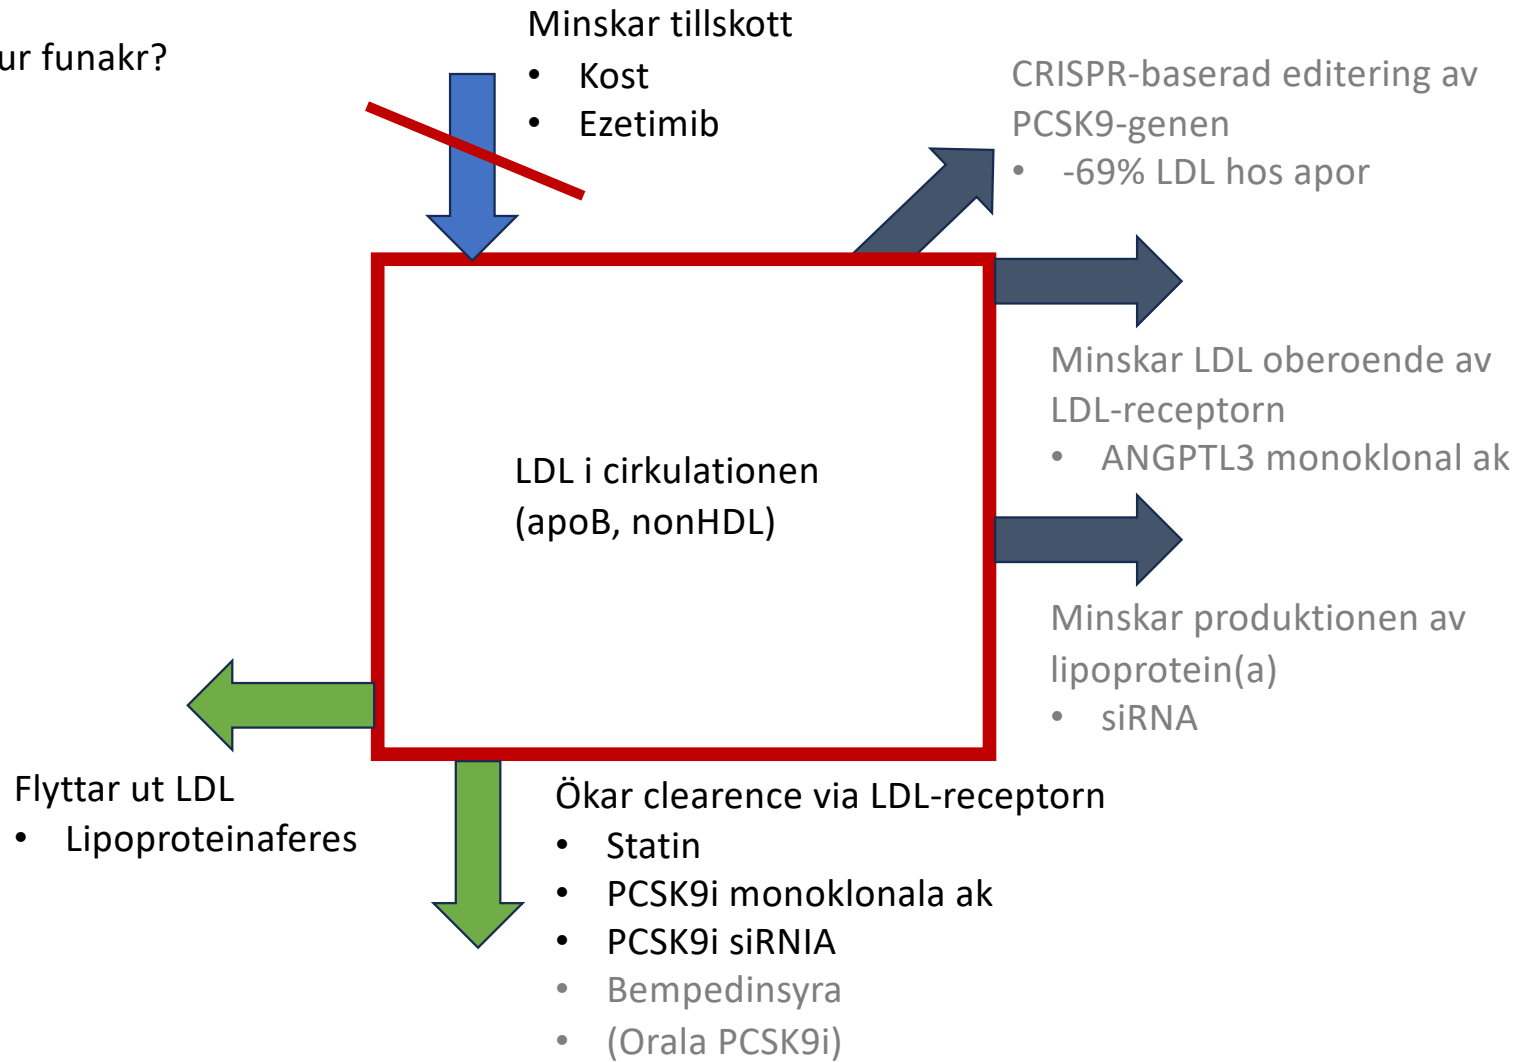 ur funakr?
Minskar tillskott
• Kost
• Ezetimib
CRISPR-baserad editering av
PCSK9-genen
• -69% LDL hos apor
Minskar LDL oberoende av
LDL-receptorn
• ANGPTL3 monoklonal ak
LDL i cirkulationen
(apoB, nonHDL)
Minskar produktionen av
lipoprotein(a)
• siRNA
Flyttar ut LDL
• Lipoproteinaferes
Ökar clearence via LDL-receptorn
• Statin
• PCSK9i monoklonala ak
• PCSK9i siRNIA
• Bempedinsyra
• (Orala PCSK9i)